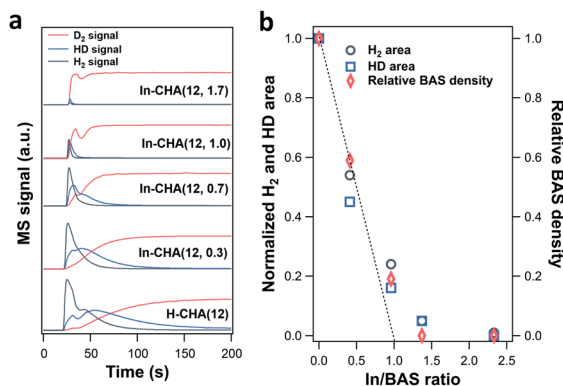 a
D₂ signal
HD signal
H₂ signal
In-CHA(12, 1.7)
In-CHA(12, 1.0)
In-CHA(12, 0.7)
In-CHA(12, 0.3)
H-CHA(12)
MS signal (a.u.)
0 50 100 150 200
Time (s)
b
H₂ area
HD area
Relative BAS density
Normalized H₂ and HD area
1.0
0.8
0.6
0.4
0.2
0.0
1.0
0.8
0.6
0.4
0.2
0.0
Relative BAS
density
0.0 0.5 1.0 1.5 2.0 2.5
In/BAS ratio